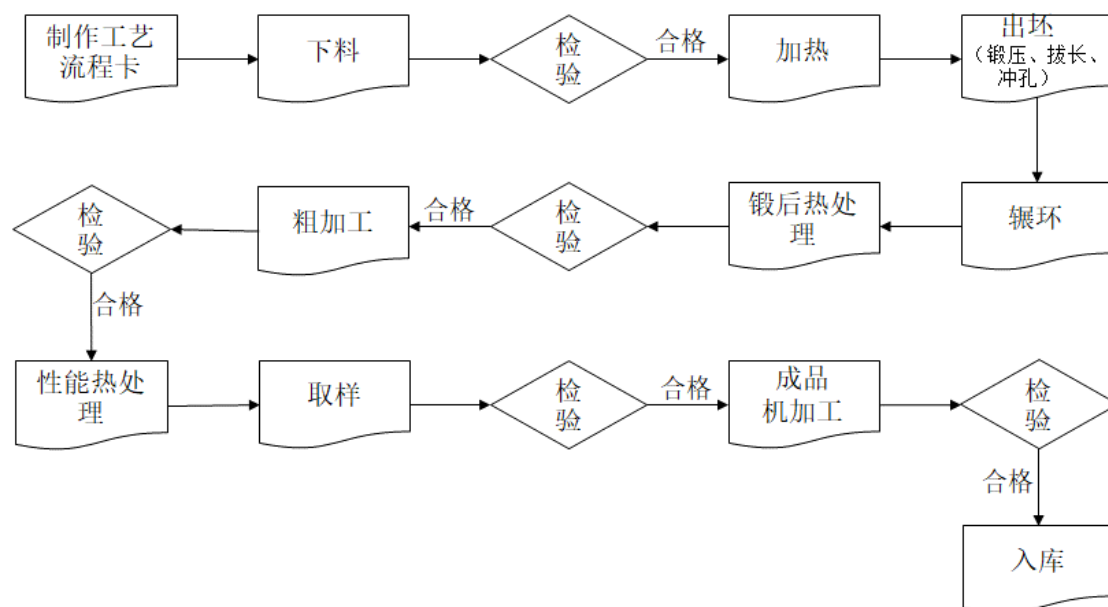 制作工艺
流程卡
下料
检
验
合格
加热
出坯
（锻压、拔长、
冲孔）
辗环
锻后热处
理
检
验
合格
粗加工
检
验
合格
性能热处
理
取样
检
验
合格
成品
机加工
检
验
合格
入库